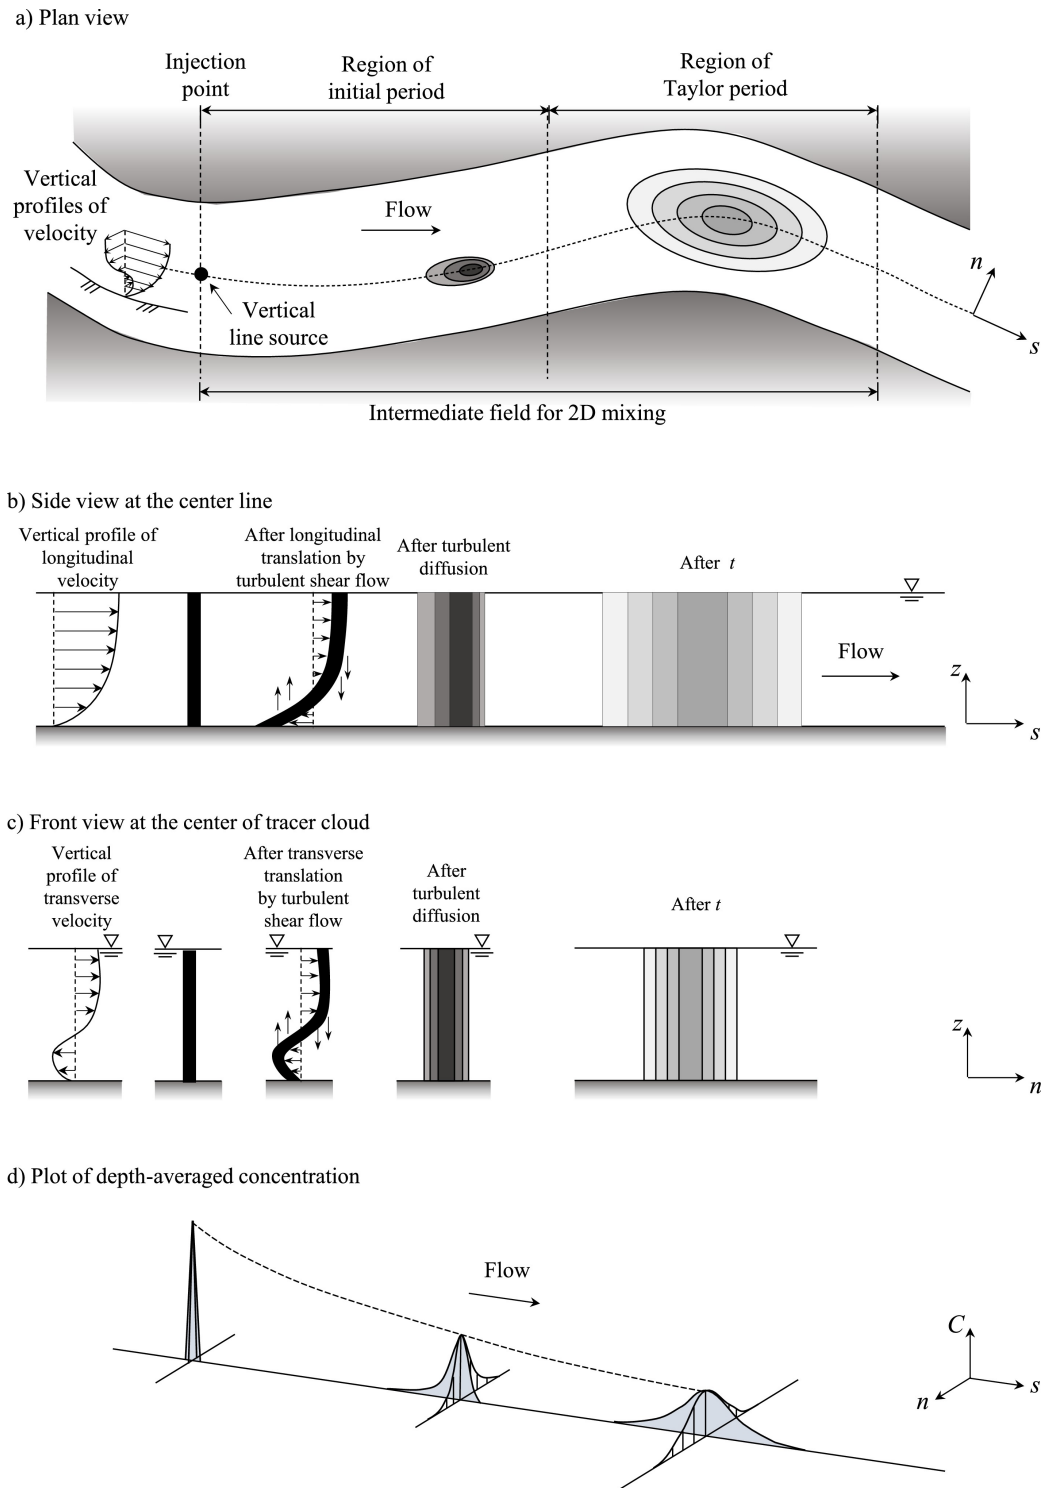 a) Plan view
Injection
point
Region of
initial period
Region of
Taylor period
Vertical
profiles of
velocity
Flow
Vertical
line source
n
s
Intermediate field for 2D mixing
b) Side view at the center line
Vertical profile of
longitudinal
velocity
After longitudinal
translation by
turbulent shear flow
After turbulent
diffusion
After t
Flow
z
s
c) Front view at the center of tracer cloud
Vertical
profile of
transverse
velocity
After transverse
translation
by turbulent
shear flow
After
turbulent
diffusion
After t
z
n
d) Plot of depth-averaged concentration
Flow
C
s
n